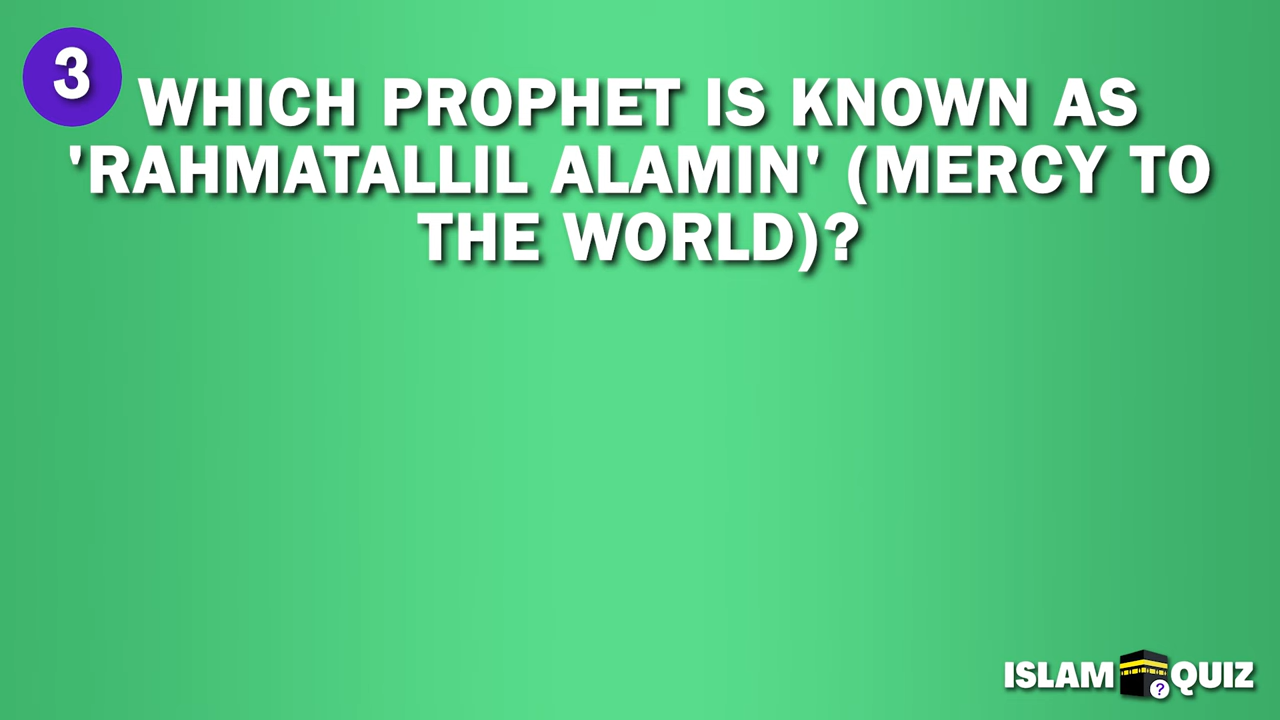 3
WHICH PROPHET IS KNOWN AS
'RAHMATALLIL ALAMIN' (MERCY TO
THE WORLD)?
ISLAM ? QUIZ